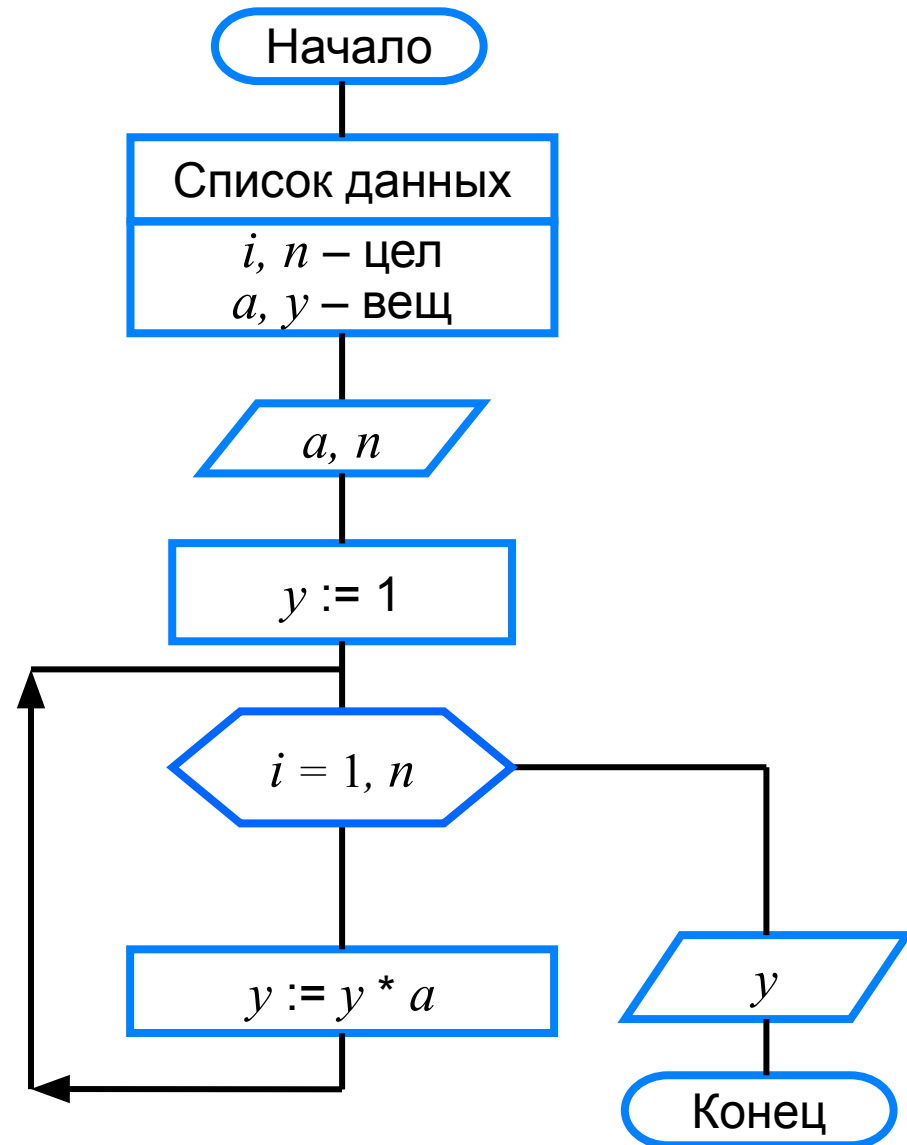 Начало
Список данных
i, n – цел
a, y – вещ
a, n
y := 1
i = 1, n
y := y * a
y
Конец